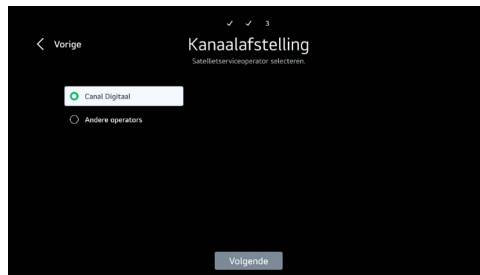 ✓ ✓ 3
Vorige
Kanaalafstelling
Satellietserviceoperator selecteren.
Canal Digitaal
Andere operators
Volgende